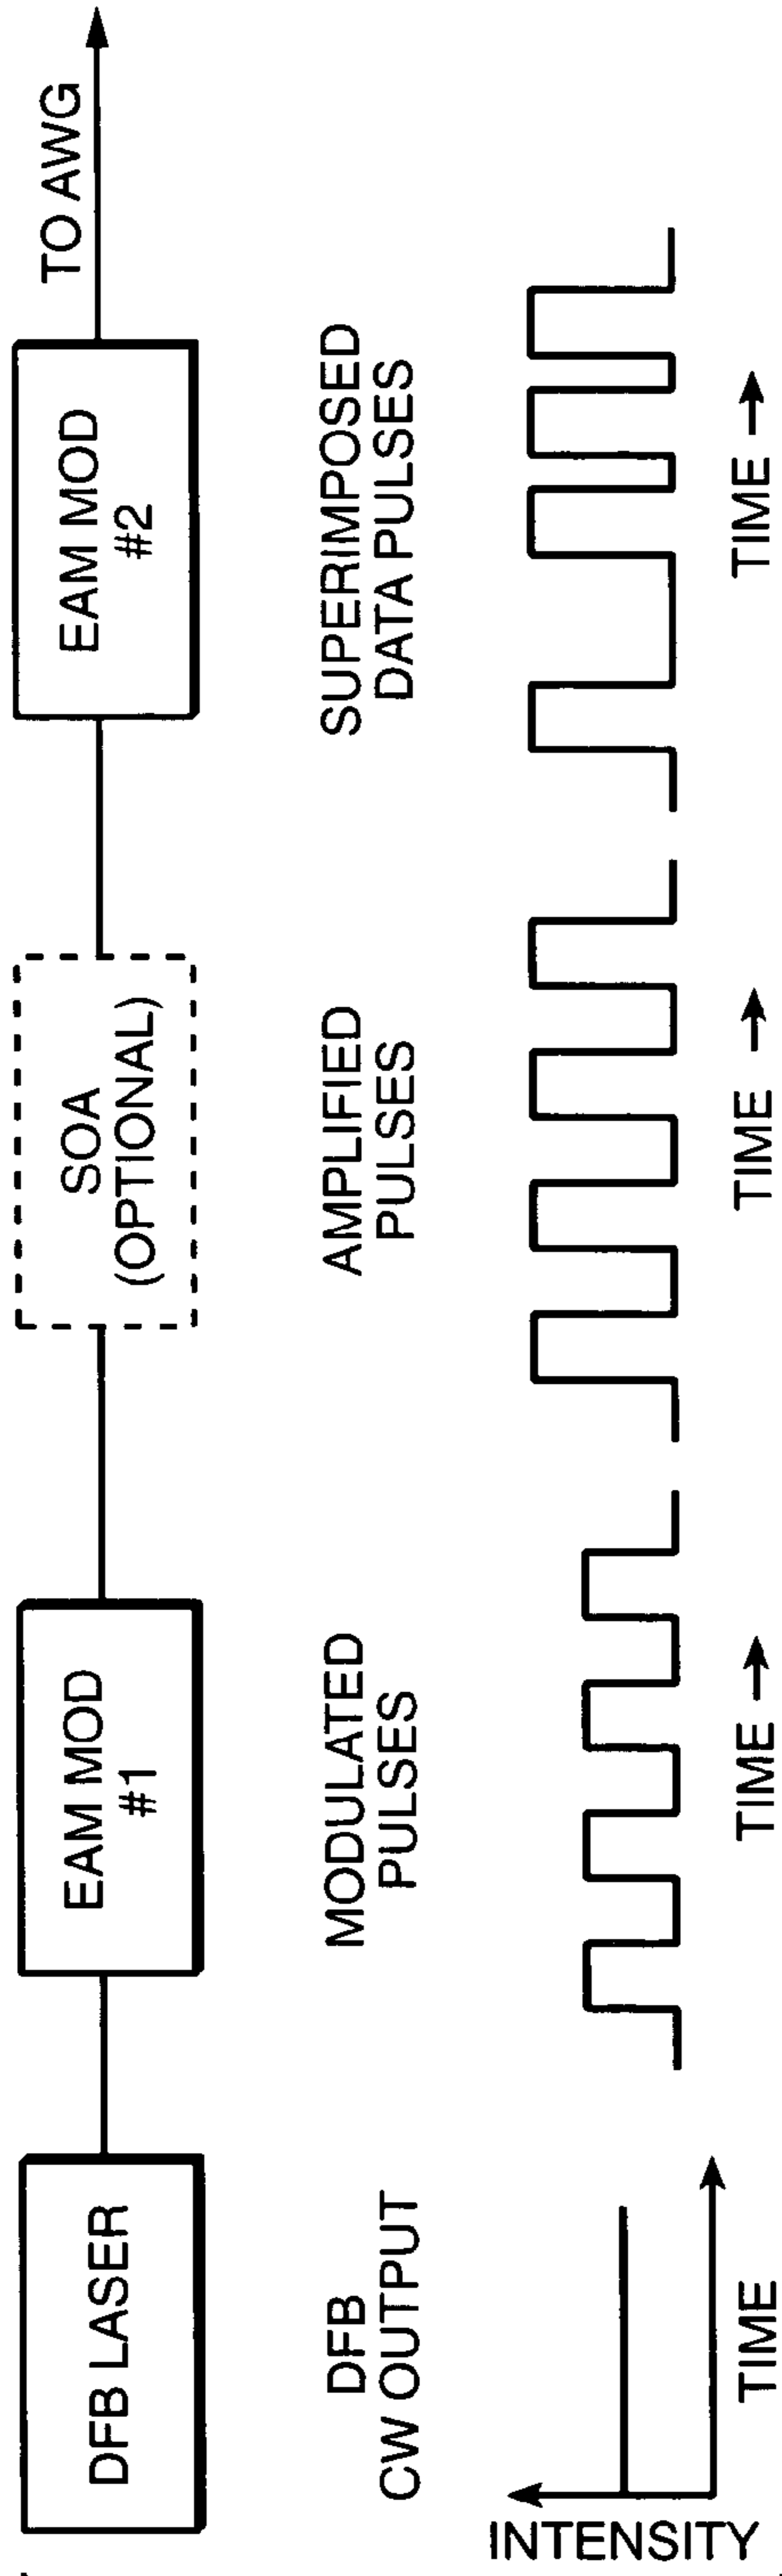 DFB LASER
EAM MOD
#1
SOA
(OPTIONAL)
EAM MOD
#2
TO AWG
DFB
CW OUTPUT
MODULATED
PULSES
AMPLIFIED
PULSES
SUPERIMPOSED
DATA PULSES
INTENSITY
TIME
TIME
TIME
TIME